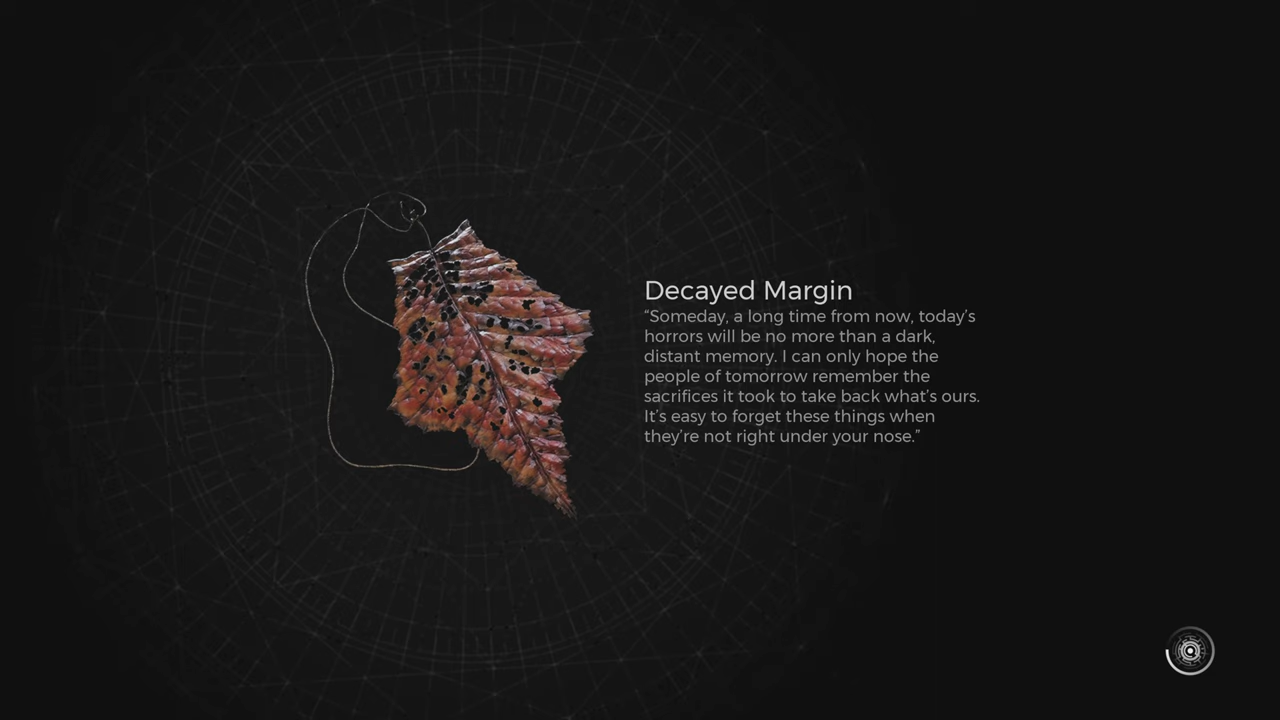 Decayed Margin
“Someday, a long time from now, today’s
horrors will be no more than a dark,
distant memory. I can only hope the
people of tomorrow remember the
sacrifices it took to take back what’s ours.
It’s easy to forget these things when
they’re not right under your nose.”